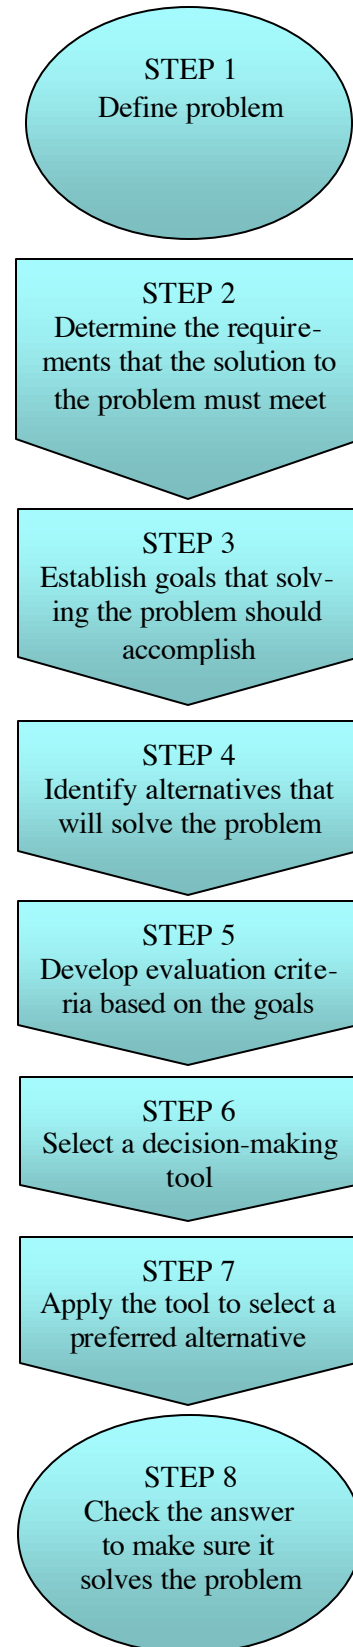 STEP 1
Define problem
STEP 2
Determine the require-
ments that the solution to
the problem must meet
STEP 3
Establish goals that solv-
ing the problem should
accomplish
STEP 4
Identify alternatives that
will solve the problem
STEP 5
Develop evaluation crite-
ria based on the goals
STEP 6
Select a decision-making
tool
STEP 7
Apply the tool to select a
preferred alternative
STEP 8
Check the answer
to make sure it
solves the problem